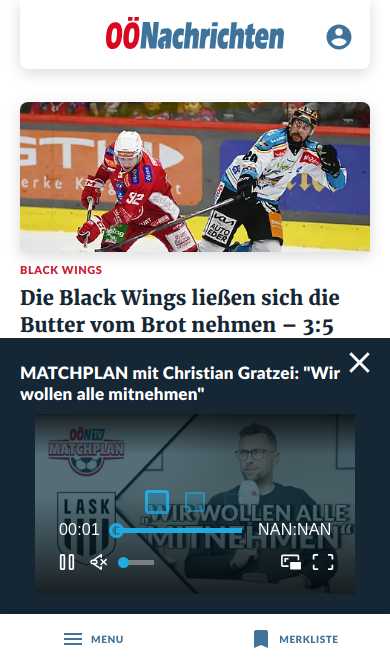 OÖNachrichten
BLACK WINGS
Die Black Wings ließen sich die
Butter vom Brot nehmen – 3:5
MATCHPLAN mit Christian Gratzei: "Wir
wollen alle mitnehmen"
OÖN TV
MATCHPLAN
LASK
„WIR WOLLEN ALLE
MITNEHMEN"
00:01
NAN:NAN
MENU
MERKLISTE